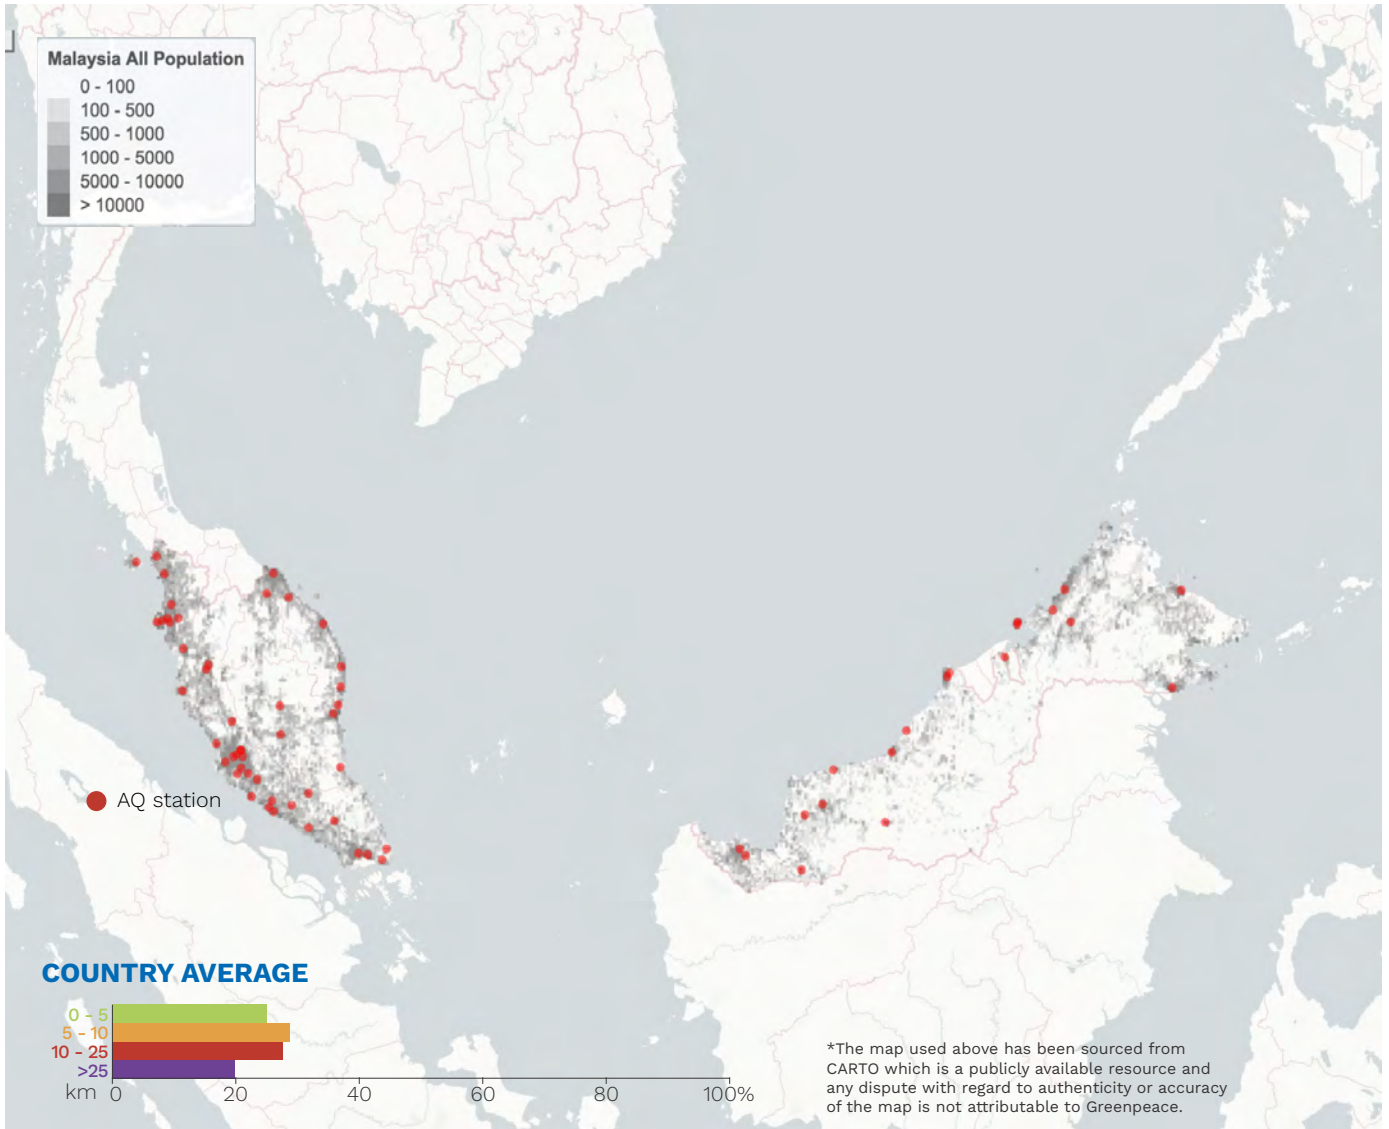 Malaysia All Population
0 - 100
100 - 500
500 - 1000
1000 - 5000
5000 - 10000
> 10000
AQ station
COUNTRY AVERAGE
0 - 5
5 - 10
10 - 25
>25
km 0 20 40 60 80 100%
*The map used above has been sourced from
CARTO which is a publicly available resource and
any dispute with regard to authenticity or accuracy
of the map is not attributable to Greenpeace.